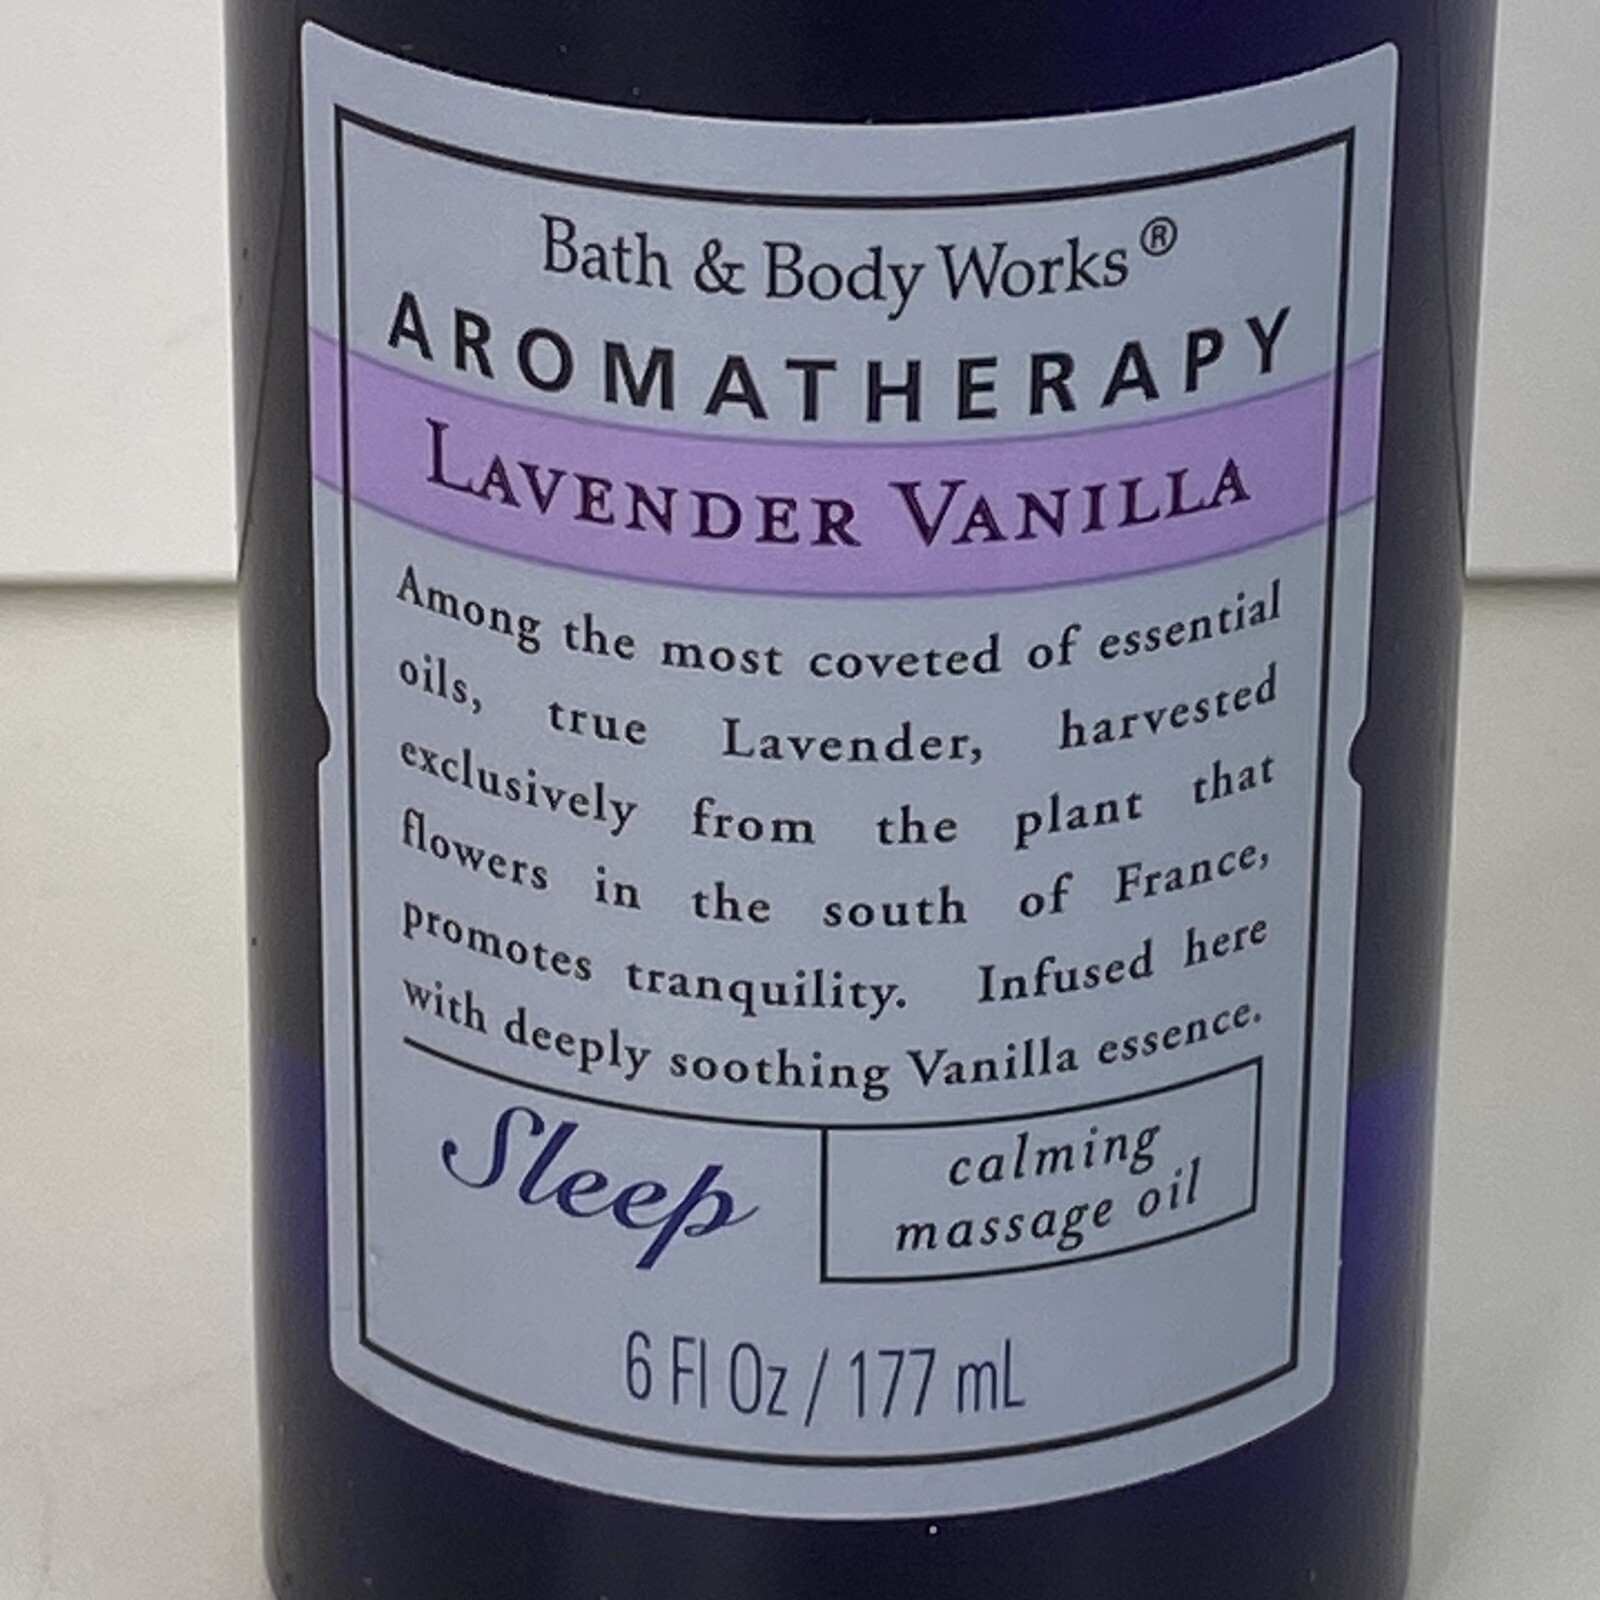 Bath & Body Works®
AROMATHERAPY
LAVENDER VANILLA
Among the most coveted of essential
oils, true Lavender, harvested
exclusively from the plant that
flowers in the south of France,
promotes tranquility. Infused here
with deeply soothing Vanilla essence.
Sleep
calming
massage oil
6 Fl Oz / 177 mL